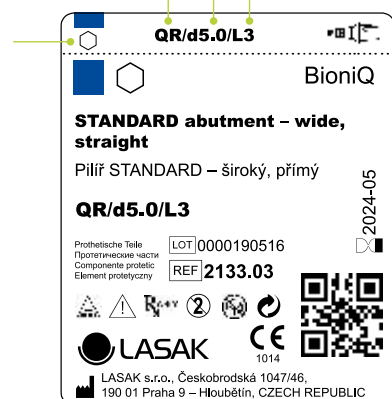 QR/d5.0/L3
BioniQ
STANDARD abutment – wide,
straight
Pilíř STANDARD – široký, přímý
QR/d5.0/L3
2024-05
Prothetische Teile
Протетические части
Componente protetic
Element protetyczny
LOT 0000190516
REF 2133.03
2
LASAK
CE
1014
LASAK s.r.o., Českobrodská 1047/46,
190 01 Praha 9 – Hloubětín, CZECH REPUBLIC